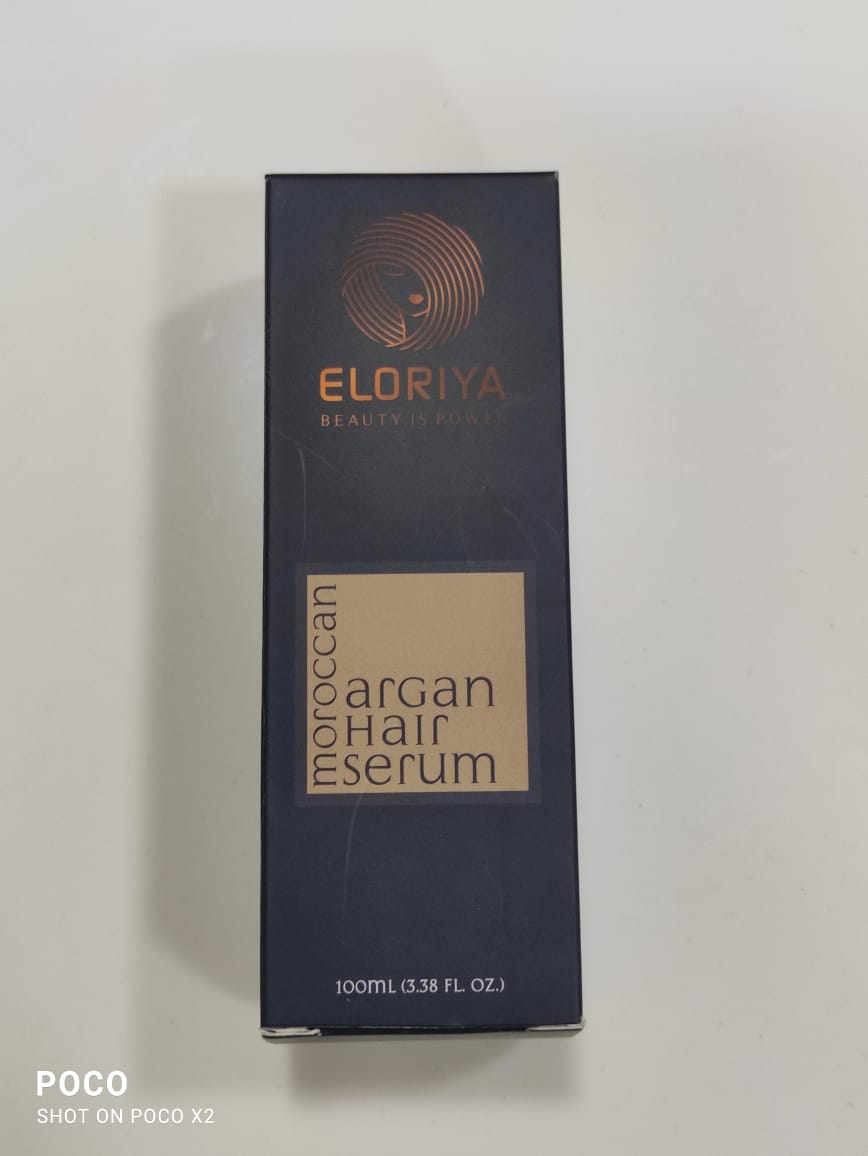 ELORIYA
BEAUTY IS POWER
moroccan
arGan
Hair
serum
100mL (3.38 FL. OZ.)
POCO
SHOT ON POCO X2